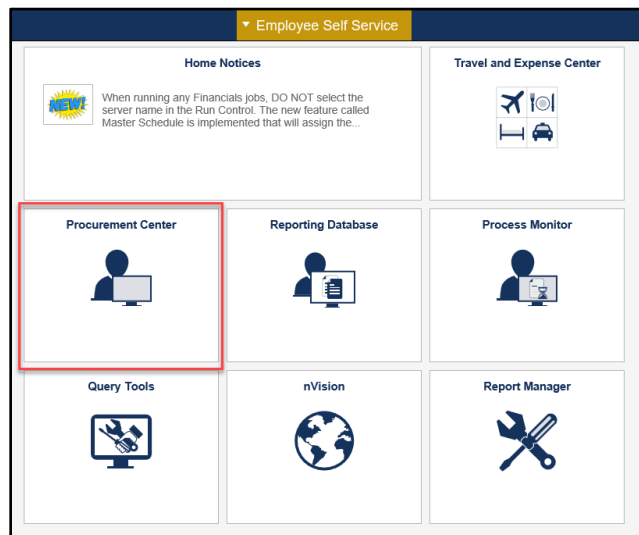 Employee Self Service
Home Notices
NEW!
When running any Financials jobs, DO NOT select the
server name in the Run Control. The new feature called
Master Schedule is implemented that will assign the...
Travel and Expense Center
Procurement Center
Reporting Database
Process Monitor
Query Tools
nVision
Report Manager